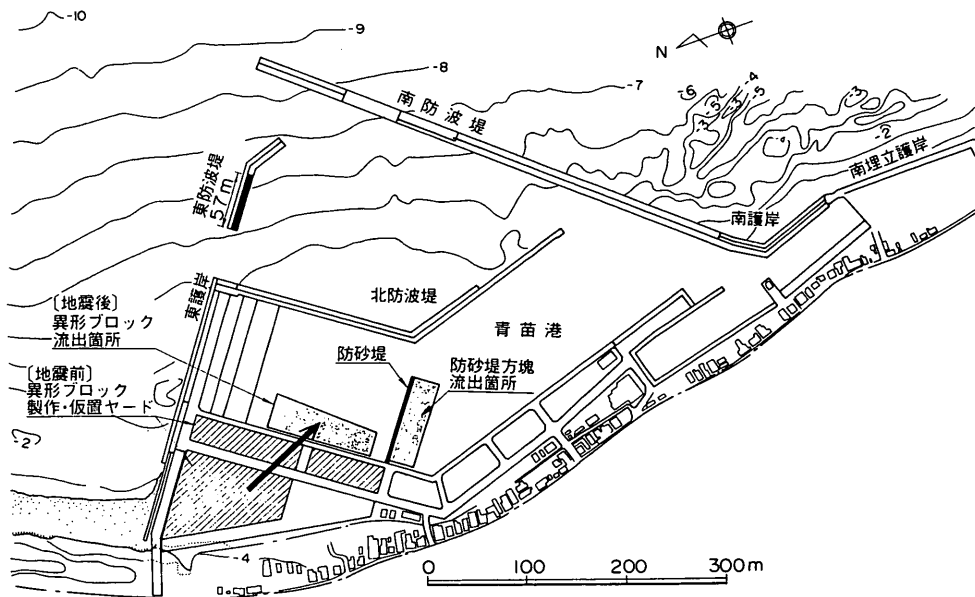 -10
-9
-8
-7
-6
-5
-3
-3
-4
-5
-3
-4
-2
N
南防波堤
東防波堤
57m
南埋立護岸
南護岸
東護岸
北防波堤
青苗港
〔地震後〕
異形ブロック
流出箇所
防砂堤
防砂堤方塊
流出箇所
〔地震前〕
異形ブロック
製作・仮置ヤード
-2
-4
0 100 200 300m